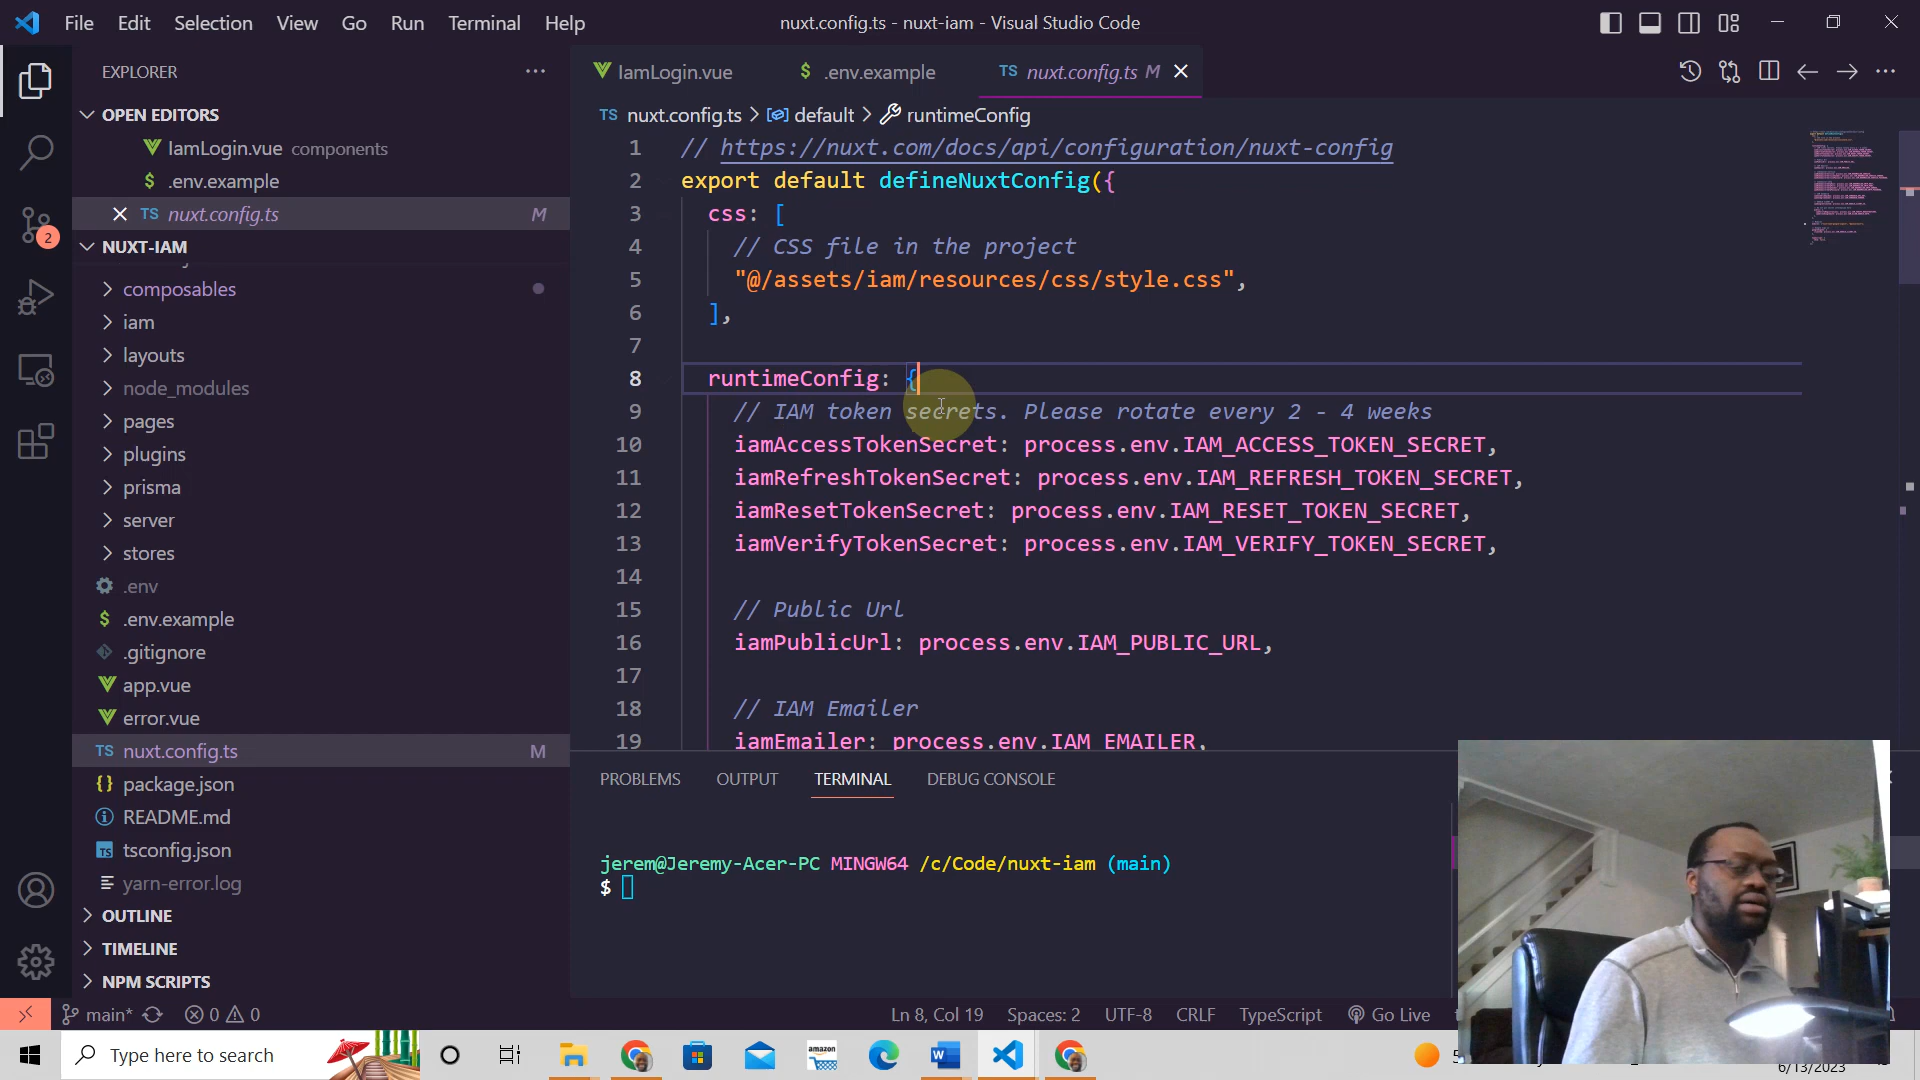 File Edit Selection View Go Run Terminal Help
nuxt.config.ts - nuxt-iam - Visual Studio Code
EXPLORER
OPEN EDITORS
IamLogin.vue components
$ .env.example
TS nuxt.config.ts M
NUXT-IAM
composables
iam
layouts
node_modules
pages
plugins
prisma
server
stores
.env
$ .env.example
.gitignore
app.vue
error.vue
TS nuxt.config.ts M
{} package.json
README.md
TS tsconfig.json
yarn-error.log
OUTLINE
TIMELINE
NPM SCRIPTS
2
IamLogin.vue
$ .env.example
TS nuxt.config.ts M
TS nuxt.config.ts > default > runtimeConfig
1 // https://nuxt.com/docs/api/configuration/nuxt-config
2 export default defineNuxtConfig({
3 css: [
4 // CSS file in the project
5 "@/assets/iam/resources/css/style.css",
6 ],
7
8 runtimeConfig: {
9 // IAM token secrets. Please rotate every 2 - 4 weeks
10 iamAccessTokenSecret: process.env.IAM_ACCESS_TOKEN_SECRET,
11 iamRefreshTokenSecret: process.env.IAM_REFRESH_TOKEN_SECRET,
12 iamResetTokenSecret: process.env.IAM_RESET_TOKEN_SECRET,
13 iamVerifyTokenSecret: process.env.IAM_VERIFY_TOKEN_SECRET,
14
15 // Public Url
16 iamPublicUrl: process.env.IAM_PUBLIC_URL,
17
18 // IAM Emailer
19 iamEmailer: process.env.IAM_EMAILER,
PROBLEMS OUTPUT TERMINAL DEBUG CONSOLE
jerem@Jeremy-Acer-PC MINGW64 /c/Code/nuxt-iam (main)
$
main* 0 0
Ln 8, Col 19 Spaces: 2 UTF-8 CRLF TypeScript Go Live
Type here to search
amazon
6/13/2023